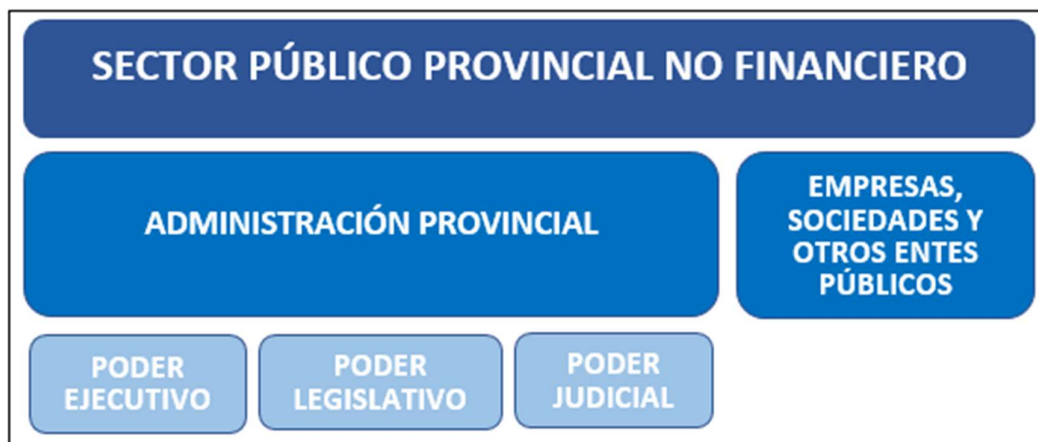 SECTOR PÚBLICO PROVINCIAL NO FINANCIERO
ADMINISTRACIÓN PROVINCIAL
EMPRESAS,
SOCIEDADES Y
OTROS ENTES
PÚBLICOS
PODER
EJECUTIVO
PODER
LEGISLATIVO
PODER
JUDICIAL